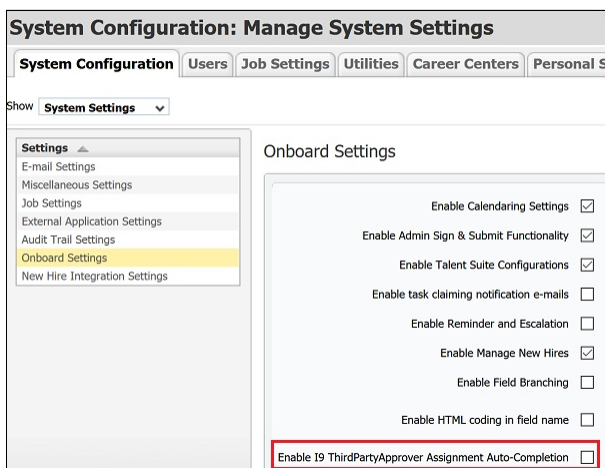 System Configuration: Manage System Settings
System Configuration Users Job Settings Utilities Career Centers Personal S
Show System Settings
Settings
E-mail Settings
Miscellaneous Settings
Job Settings
External Application Settings
Audit Trail Settings
Onboard Settings
New Hire Integration Settings
Onboard Settings
Enable Calendaring Settings
Enable Admin Sign & Submit Functionality
Enable Talent Suite Configurations
Enable task claiming notification e-mails
Enable Reminder and Escalation
Enable Manage New Hires
Enable Field Branching
Enable HTML coding in field name
Enable I9 ThirdPartyApprover Assignment Auto-Completion